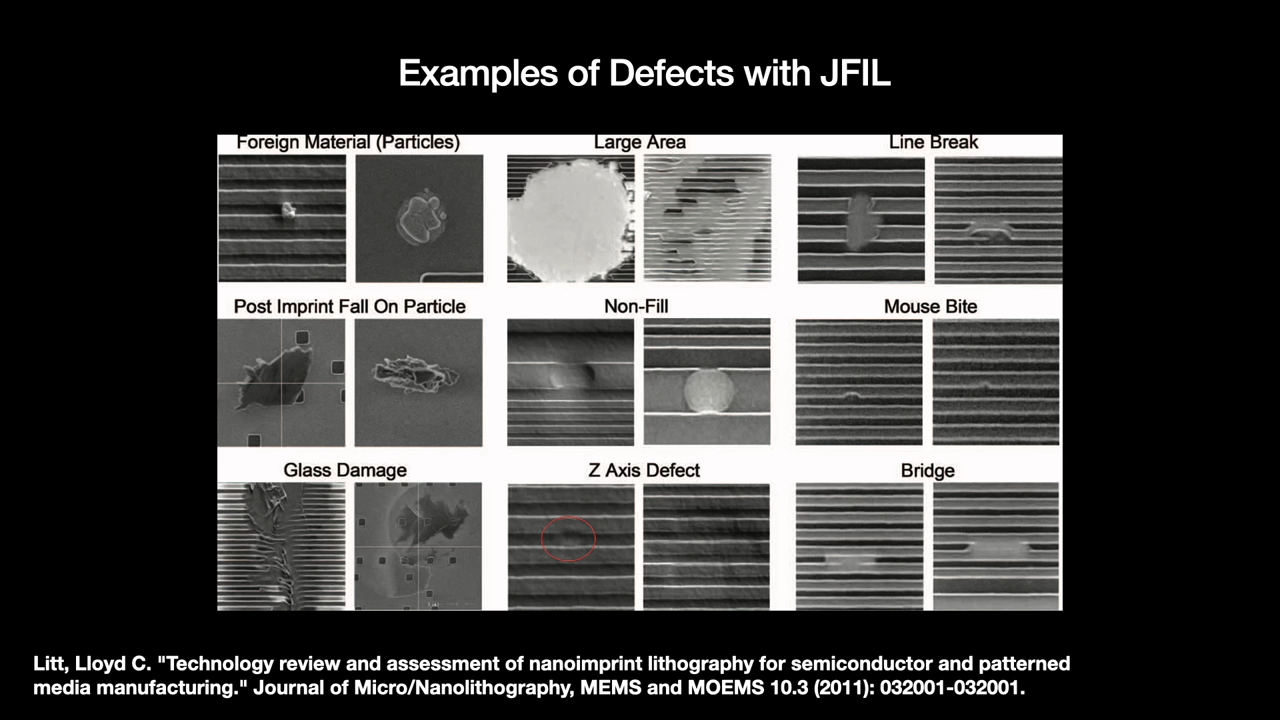 Examples of Defects with JFIL
Foreign Material (Particles)
Large Area
Line Break
Post Imprint Fall On Particle
Non-Fill
Mouse Bite
Glass Damage
Z Axis Defect
Bridge
Litt, Lloyd C. "Technology review and assessment of nanoimprint lithography for semiconductor and patterned
media manufacturing." Journal of Micro/Nanolithography, MEMS and MOEMS 10.3 (2011): 032001-032001.